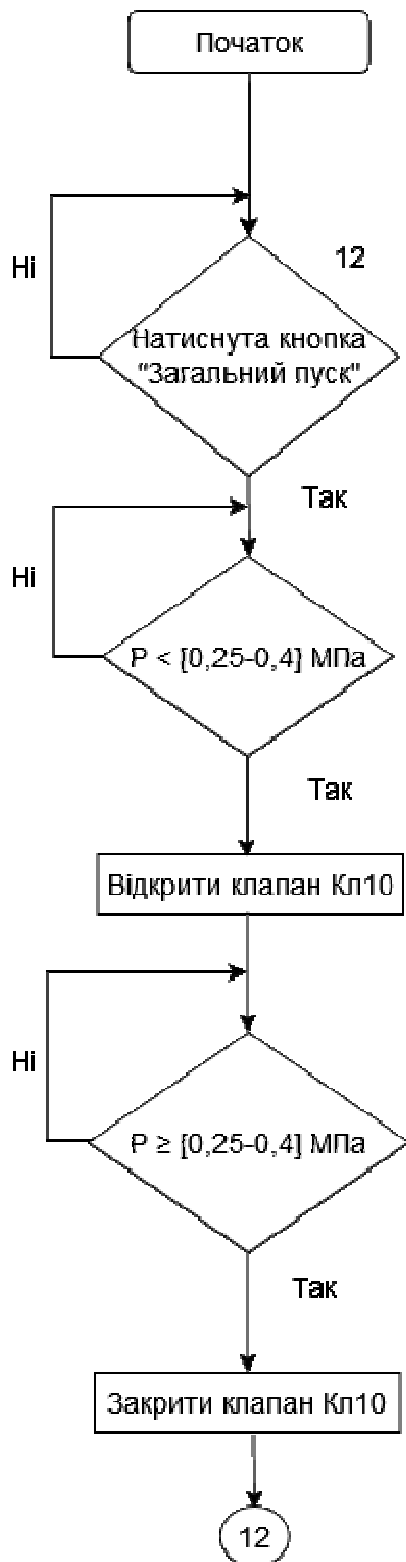 Початок
Ні
12
Натиснута кнопка
"Загальний пуск"
Так
Ні
P < [0,25-0,4] МПа
Так
Відкрити клапан Кл10
Ні
P ≥ [0,25-0,4] МПа
Так
Закрити клапан Кл10
12